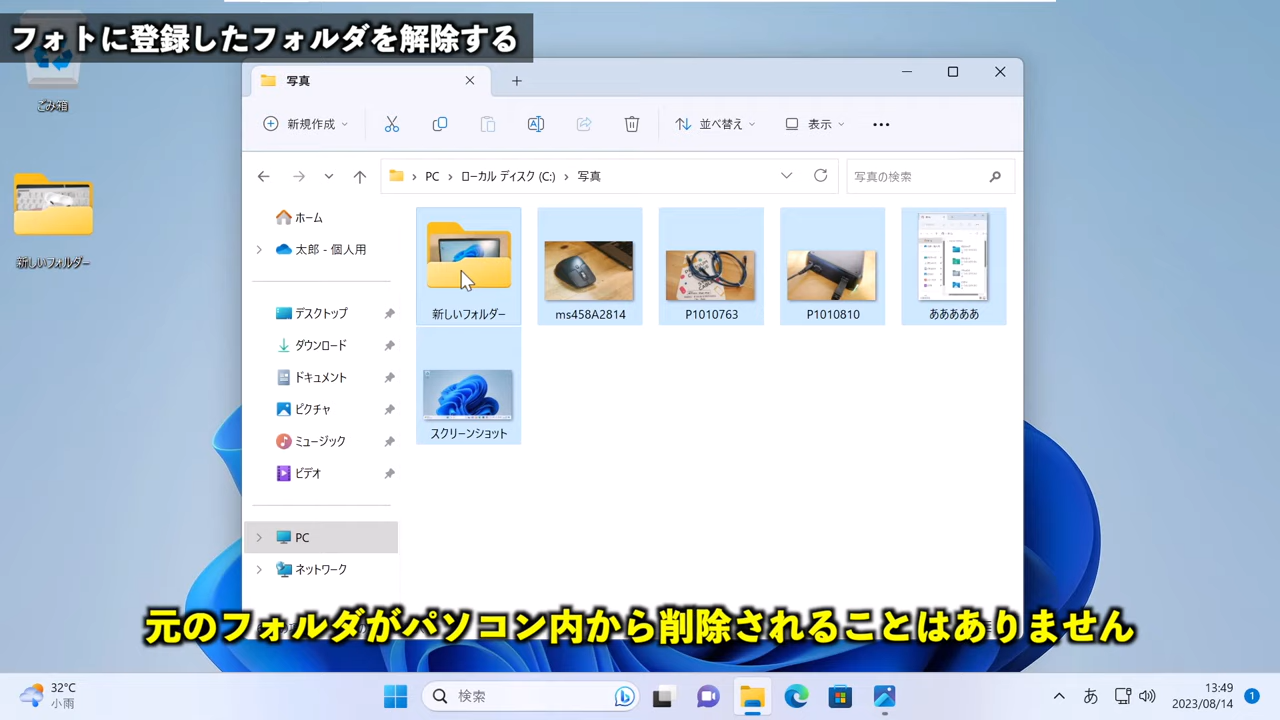 フォトに登録したフォルダを解除する
ごみ箱
新しいフォルダー
写真
新規作成
並べ替え
表示
PC
ローカル ディスク (C:)
写真
写真の検索
ホーム
太郎 - 個人用
デスクトップ
ダウンロード
ドキュメント
ピクチャ
ミュージック
ビデオ
PC
ネットワーク
新しいフォルダー
ms458A2814
P1010763
P1010810
あああああ
スクリーンショット
元のフォルダがパソコン内から削除されることはありません
32°C
小雨
検索
あ
13:49
2023/08/14
1